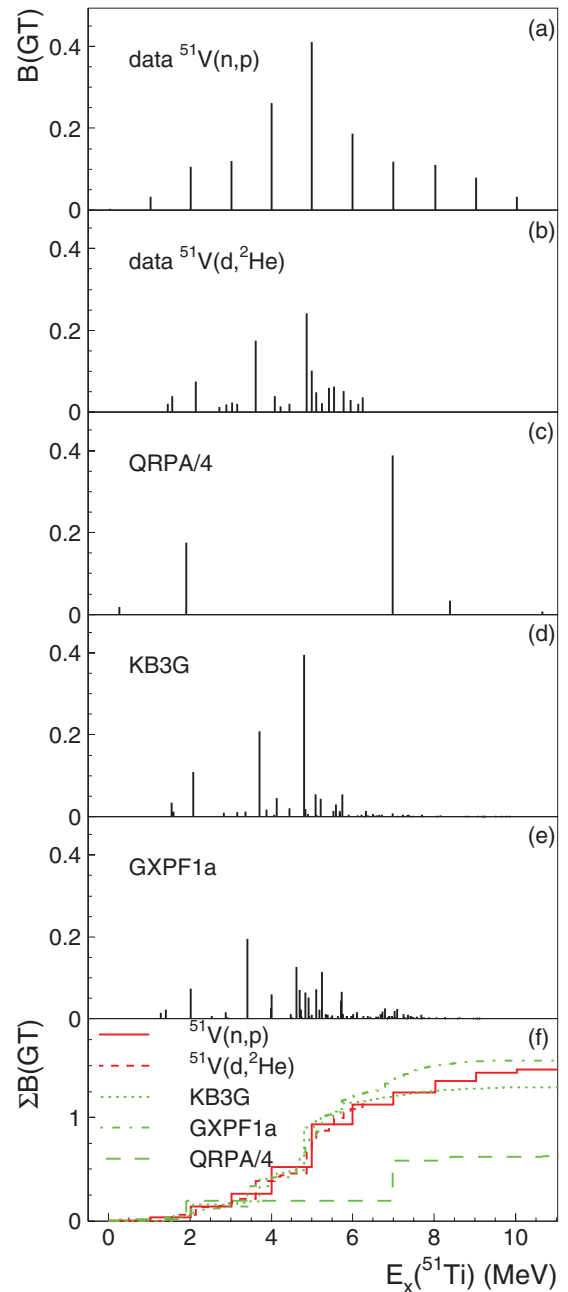 B(GT)
0.4
0.2
0
data ⁵¹V(n,p)
(a)
0.4
0.2
0
data ⁵¹V(d,²He)
(b)
0.4
0.2
0
QRPA/4
(c)
0.4
0.2
0
KB3G
(d)
0.4
0.2
0
GXPF1a
(e)
ΣB(GT)
1
0
⁵¹V(n,p)
⁵¹V(d,²He)
KB3G
GXPF1a
QRPA/4
(f)
0 2 4 6 8 10
Eₓ(⁵¹Ti) (MeV)